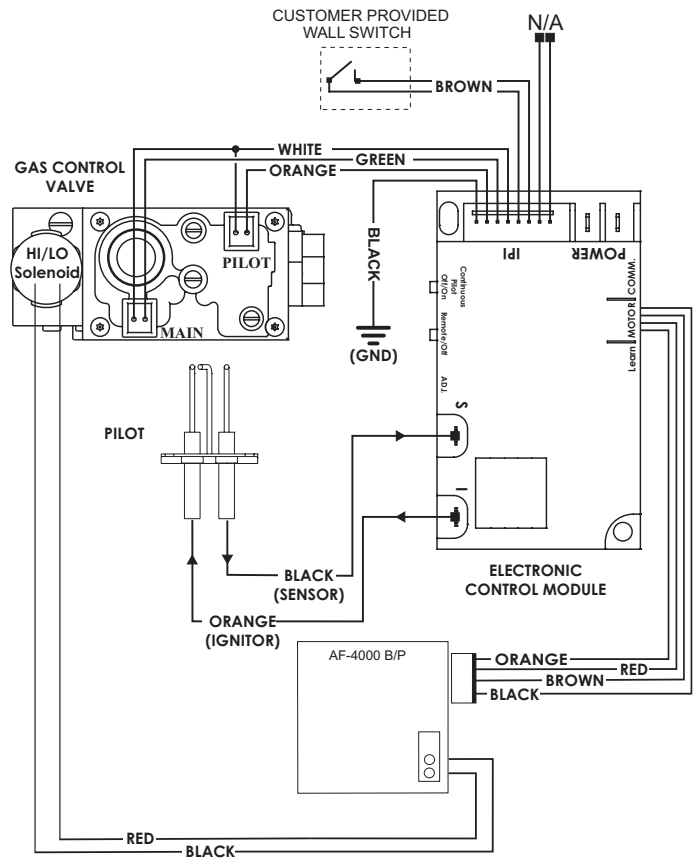 CUSTOMER PROVIDED
WALL SWITCH
N/A
BROWN
WHITE
GREEN
ORANGE
GAS CONTROL
VALVE
HI/LO
Solenoid
PILOT
MAIN
BLACK
(GND)
IPI
POWER
Continuous
Pilot
Off/On
Remote/Off
ADJ.
Learn
MOTOR COMM.
S
I
PILOT
BLACK
(SENSOR)
ORANGE
(IGNITOR)
ELECTRONIC
CONTROL MODULE
AF-4000 B/P
ORANGE
RED
BROWN
BLACK
RED
BLACK